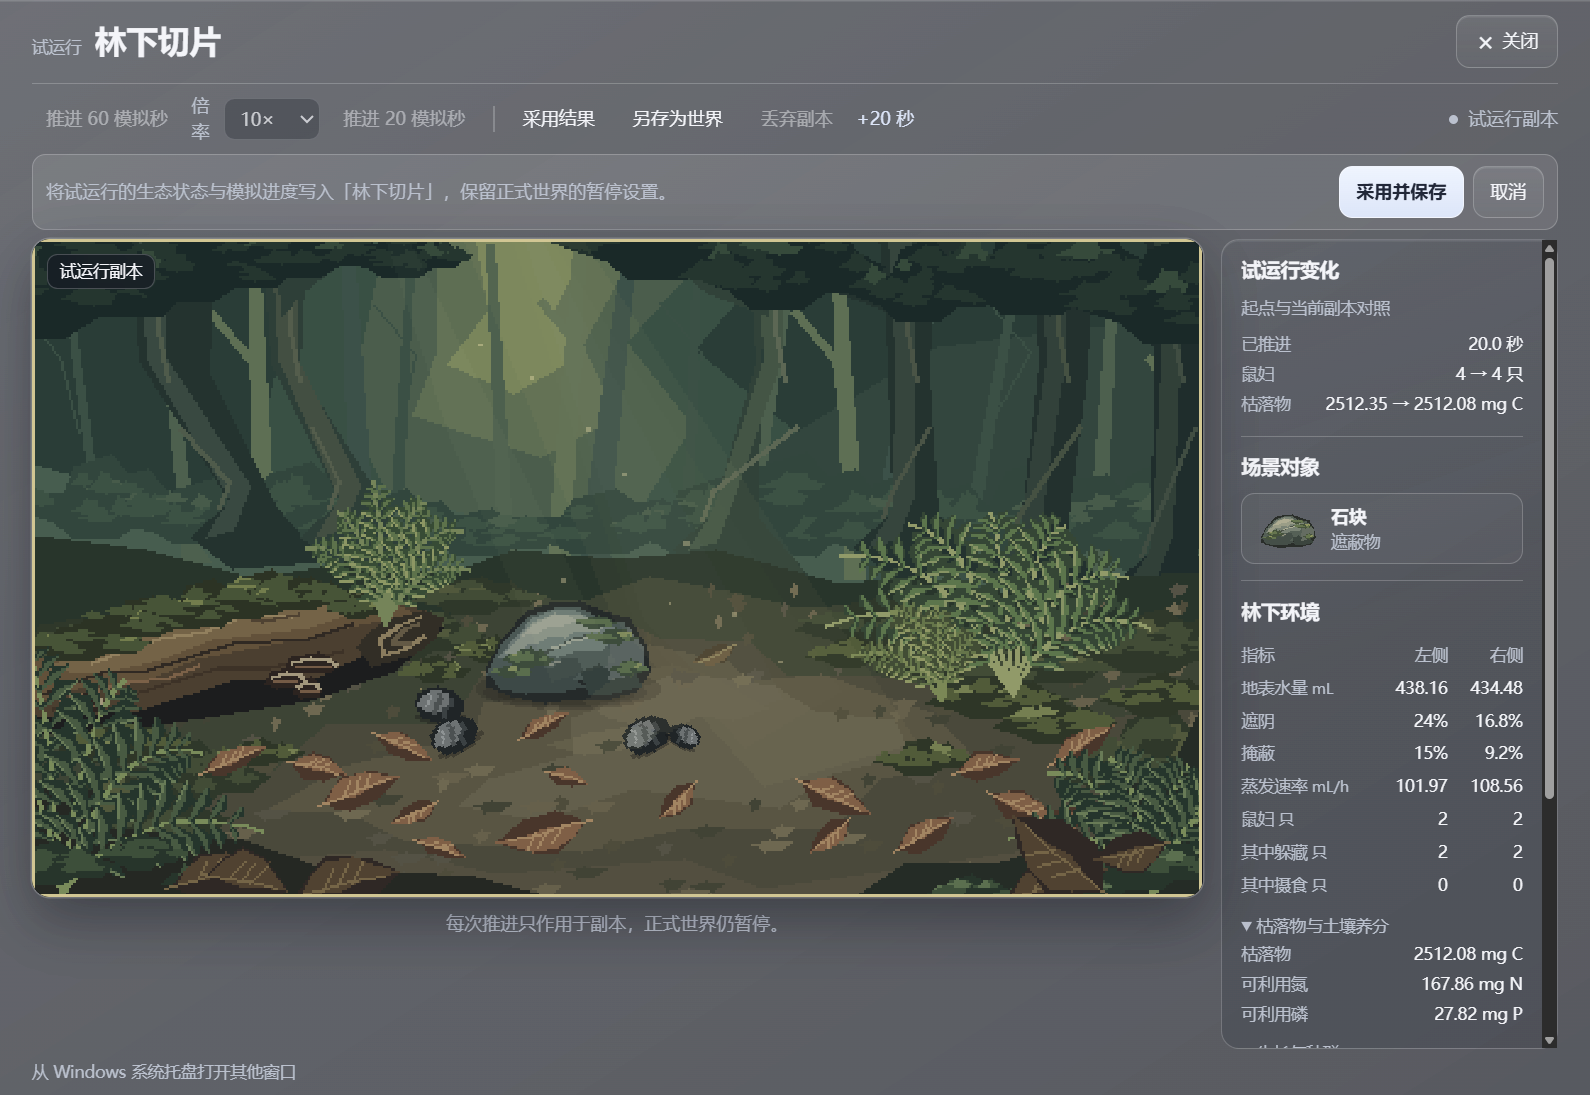 试运行 林下切片
× 关闭
推进 60 模拟秒 倍率 10× 推进 20 模拟秒 采用结果 另存为世界 丢弃副本 +20 秒 试运行副本
将试运行的生态状态与模拟进度写入「林下切片」，保留正式世界的暂停设置。
采用并保存 取消
试运行副本
每次推进只作用于副本，正式世界仍暂停。
试运行变化
起点与当前副本对照
已推进 20.0 秒
鼠妇 4 → 4 只
枯落物 2512.35 → 2512.08 mg C
场景对象
石块
遮蔽物
林下环境
指标 左侧 右侧
地表水量 mL 438.16 434.48
遮阴 24% 16.8%
掩蔽 15% 9.2%
蒸发速率 mL/h 101.97 108.56
鼠妇 只 2 2
其中躲藏 只 2 2
其中摄食 只 0 0
▼ 枯落物与土壤养分
枯落物 2512.08 mg C
可利用氮 167.86 mg N
可利用磷 27.82 mg P
从 Windows 系统托盘打开其他窗口